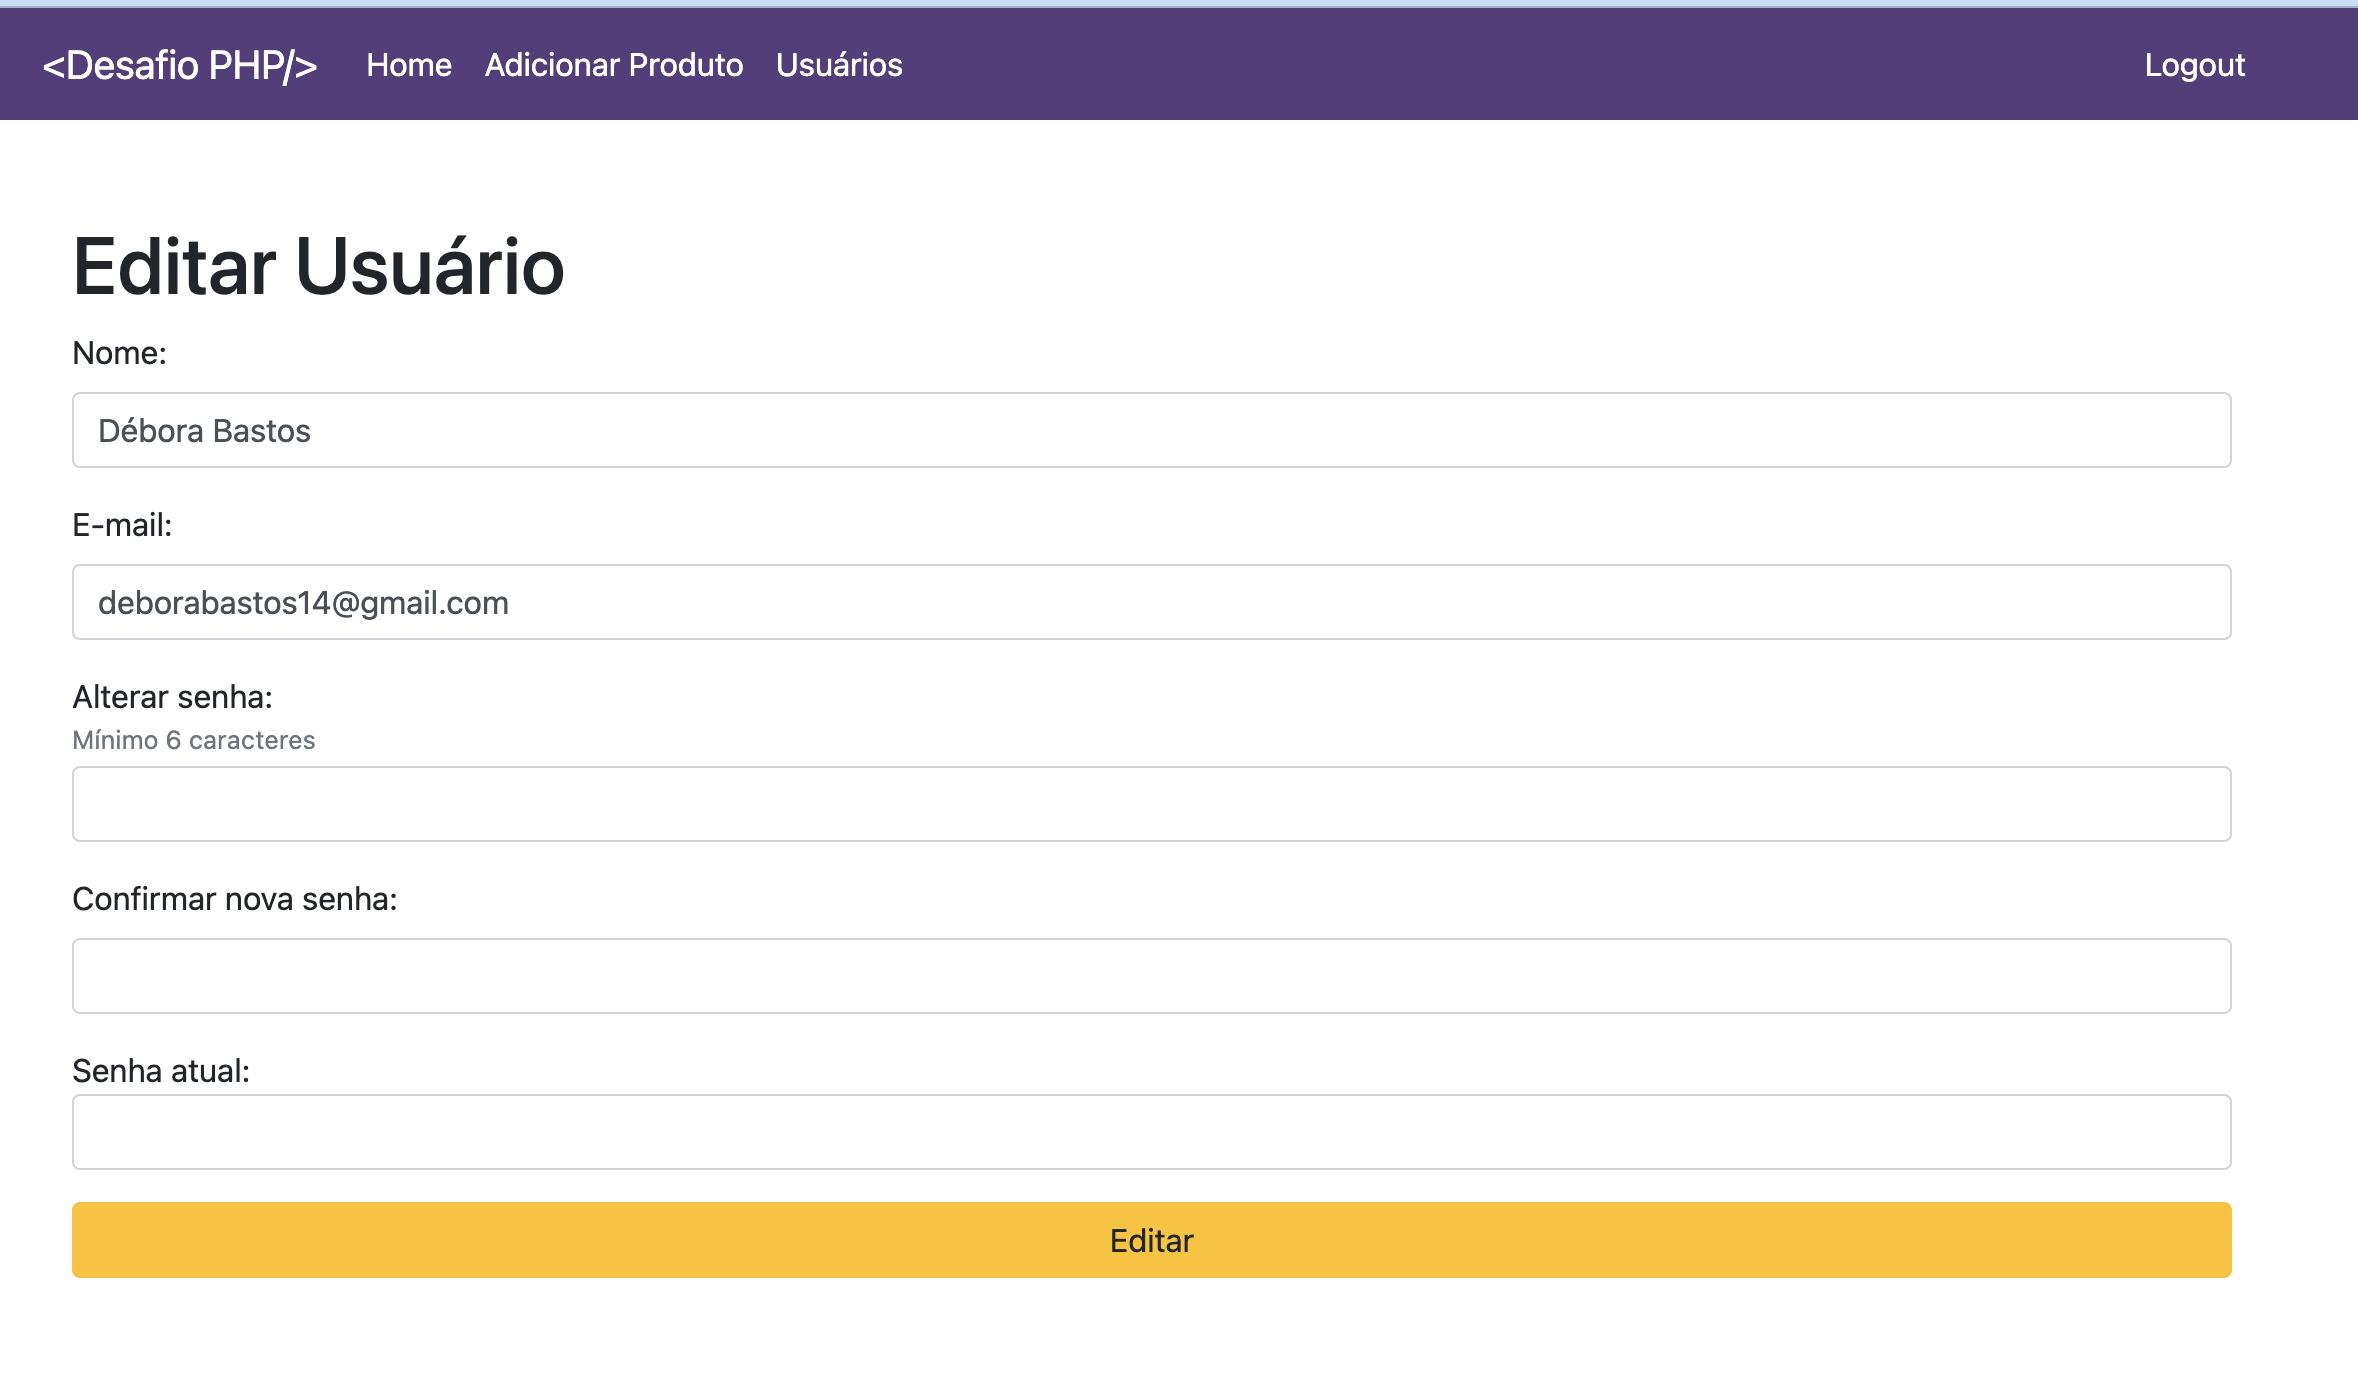 <Desafio PHP/> Home Adicionar Produto Usuários Logout
Editar Usuário
Nome:
Débora Bastos
E-mail:
deborabastos14@gmail.com
Alterar senha:
Mínimo 6 caracteres
Confirmar nova senha:
Senha atual:
Editar